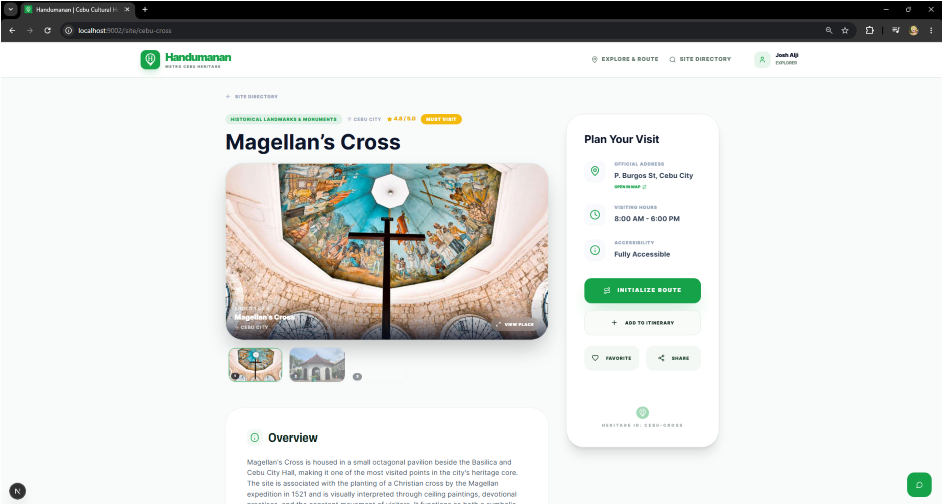 Handumanan | Cebu Cultural H
localhost:9002/site/cebu-cross
Handumanan
METRO CEBU HERITAGE
EXPLORE & ROUTE
SITE DIRECTORY
Josh Alji
EXPLORER
SITE DIRECTORY
HISTORICAL LANDMARKS & MONUMENTS
CEBU CITY
4.8 / 5.0
MUST VISIT
Magellan's Cross
Magellan's Cross
CEBU CITY
VIEW PLACE
Plan Your Visit
OFFICIAL ADDRESS
P. Burgos St, Cebu City
OPEN IN MAP
VISITING HOURS
8:00 AM - 6:00 PM
ACCESSIBILITY
Fully Accessible
INITIALIZE ROUTE
ADD TO ITINERARY
FAVORITE
SHARE
HERITAGE ID: CEBU-CROSS
Overview
Magellan's Cross is housed in a small octagonal pavilion beside the Basilica and
Cebu City Hall, making it one of the most visited points in the city's heritage core.
The site is associated with the planting of a Christian cross by the Magellan
expedition in 1521 and is visually interpreted through ceiling paintings, devotional
N